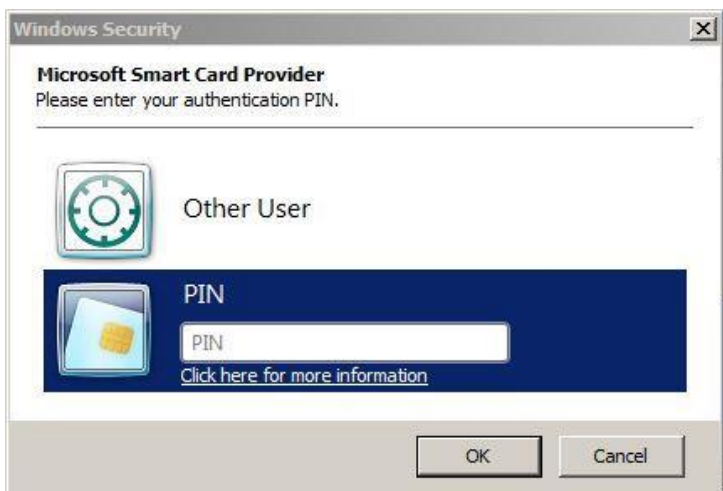 Windows Security
Microsoft Smart Card Provider
Please enter your authentication PIN.
Other User
PIN
PIN
Click here for more information
OK
Cancel